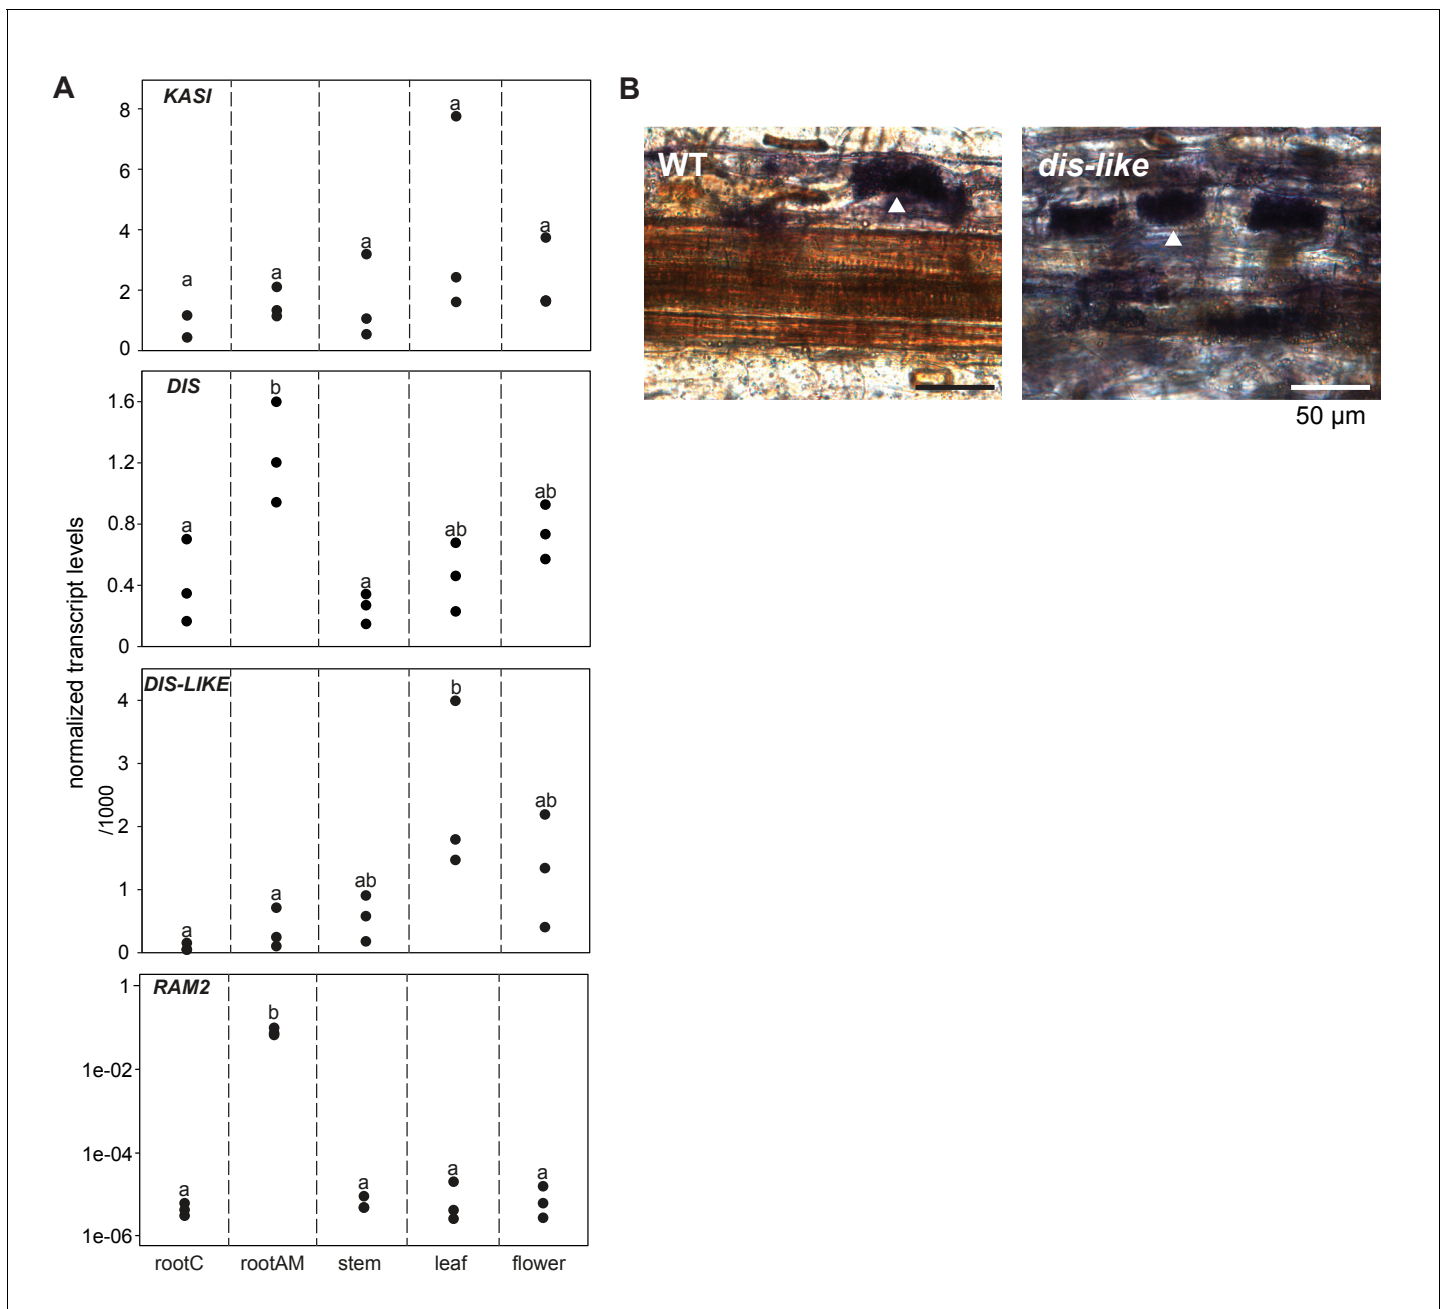 A
B
KASI
8
6
4
2
0
a
a
a
a
a
WT
dis-like
50 µm
DIS
1.6
1.2
0.8
0.4
0
a
b
a
ab
ab
normalized transcript levels
/1000
DIS-LIKE
4
3
2
1
0
a
a
ab
b
ab
RAM2
1
1e-02
1e-04
1e-06
a
b
a
a
a
rootC
rootAM
stem
leaf
flower